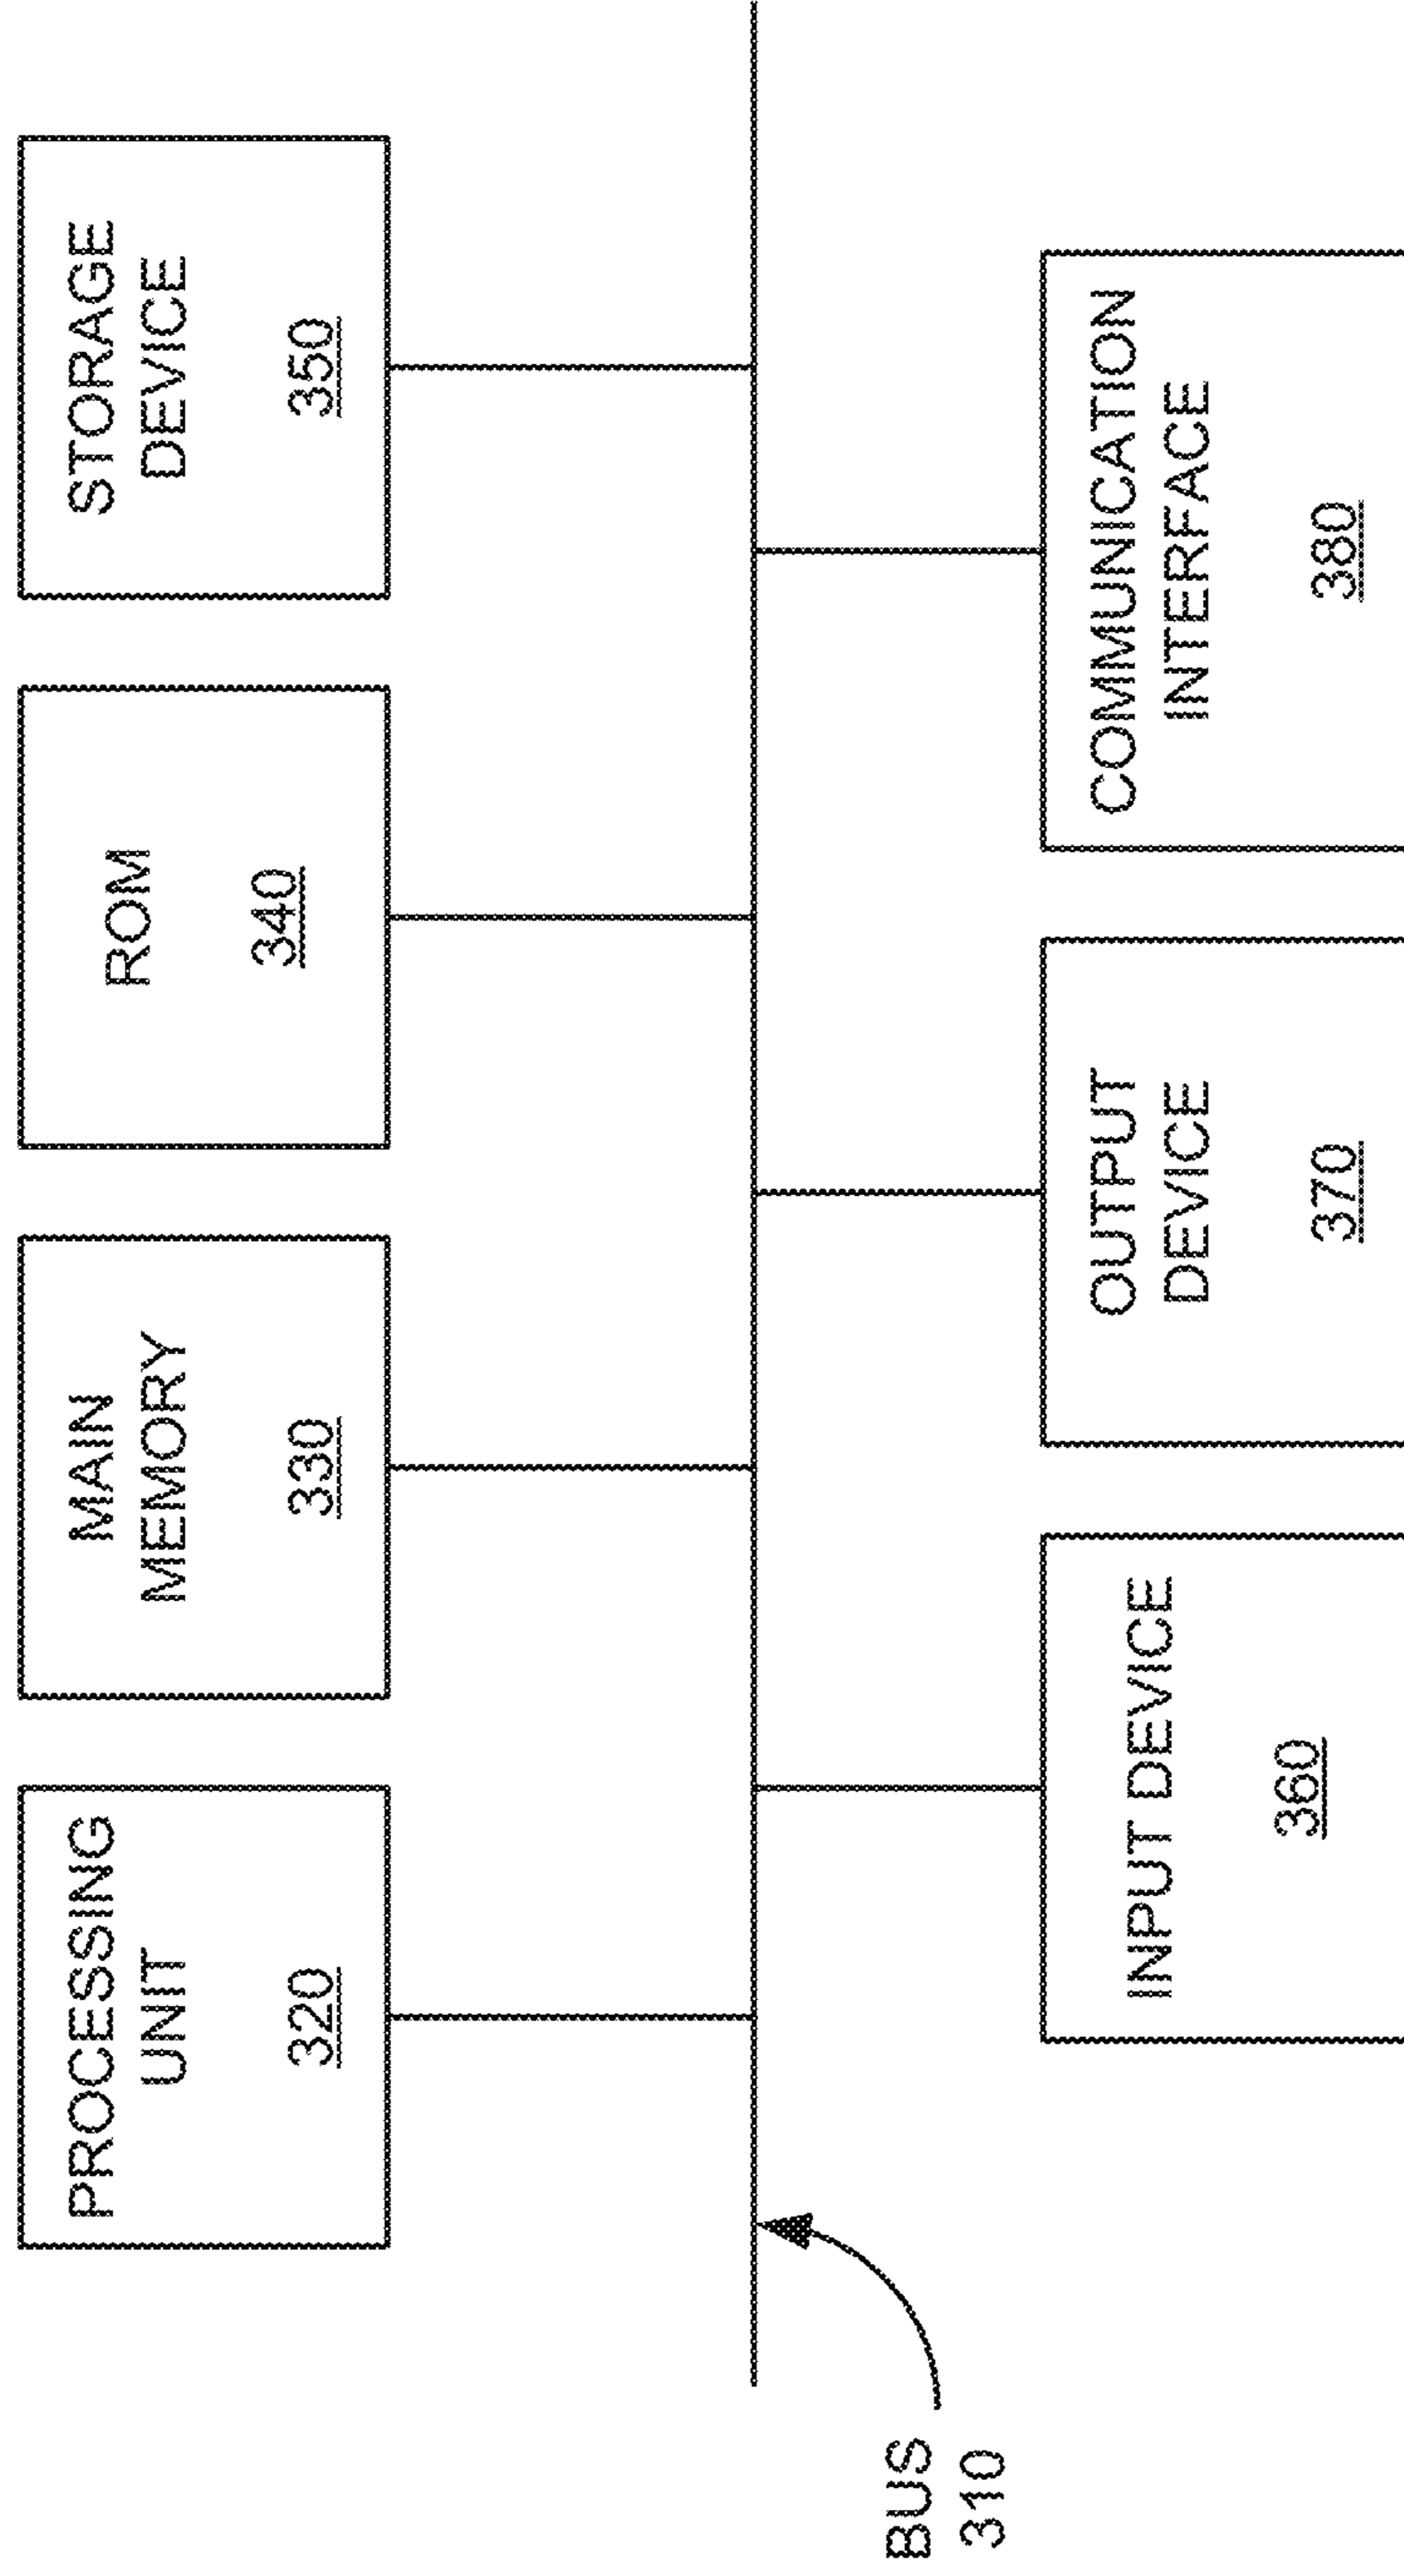 PROCESSING
UNIT
320
MAIN
MEMORY
330
ROM
340
STORAGE
DEVICE
350
BUS
310
INPUT DEVICE
360
OUTPUT
DEVICE
370
COMMUNICATION
INTERFACE
380